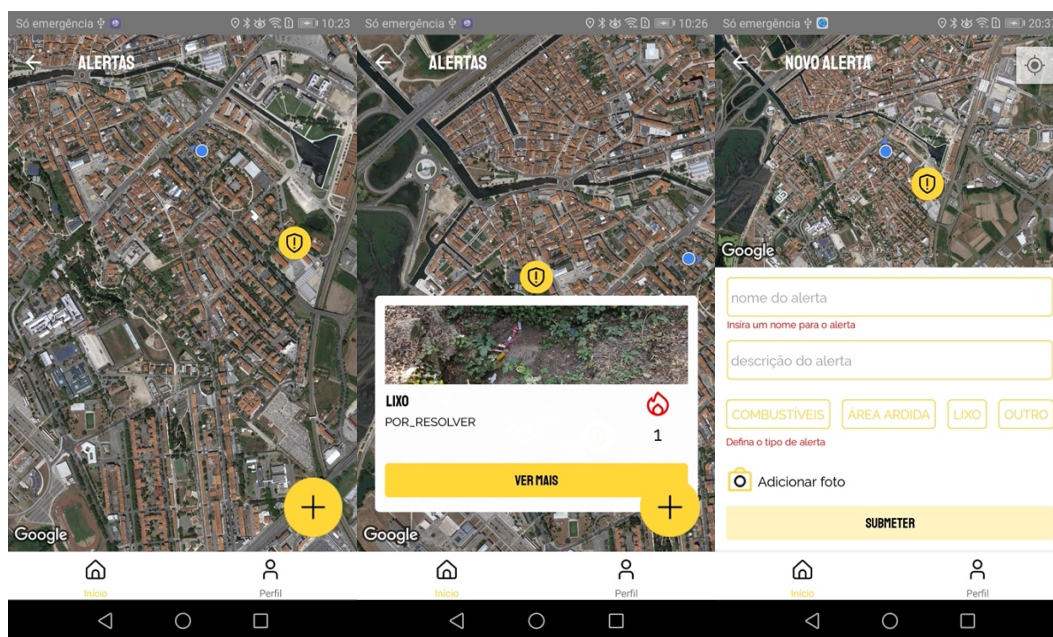 Só emergência
10:23
ALERTAS
Google
Início
Perfil
Só emergência
10:26
ALERTAS
LIXO
POR_RESOLVER
1
VER MAIS
Google
Início
Perfil
Só emergência
20:37
NOVO ALERTA
Google
nome do alerta
Insira um nome para o alerta
descrição do alerta
COMBUSTÍVEIS
ÁREA ARDIDA
LIXO
OUTRO
Defina o tipo de alerta
Adicionar foto
SUBMETER
Início
Perfil